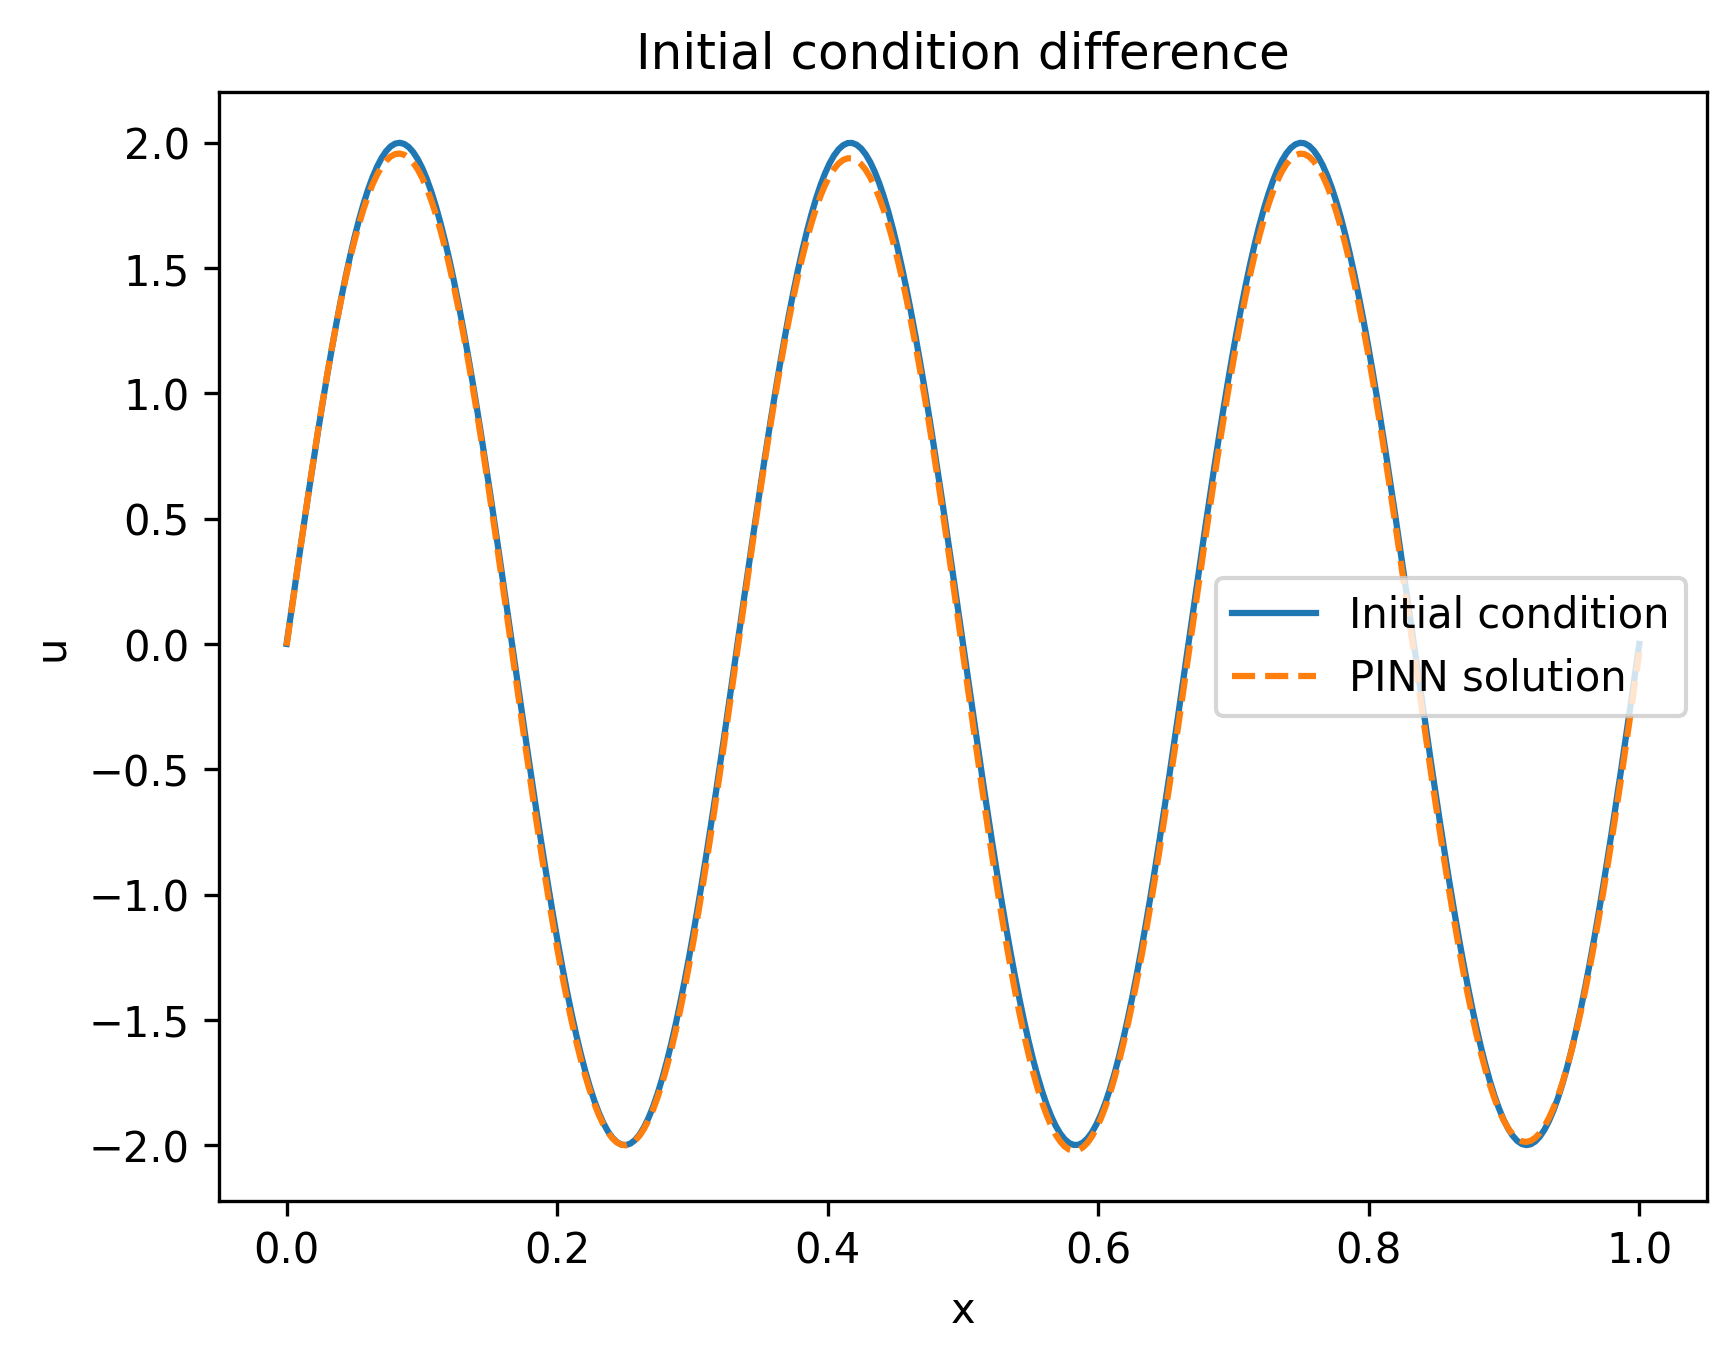 Initial condition difference
2.0
1.5
1.0
0.5
0.0
−0.5
−1.0
−1.5
−2.0
u
Initial condition
PINN solution
0.0 0.2 0.4 0.6 0.8 1.0
x